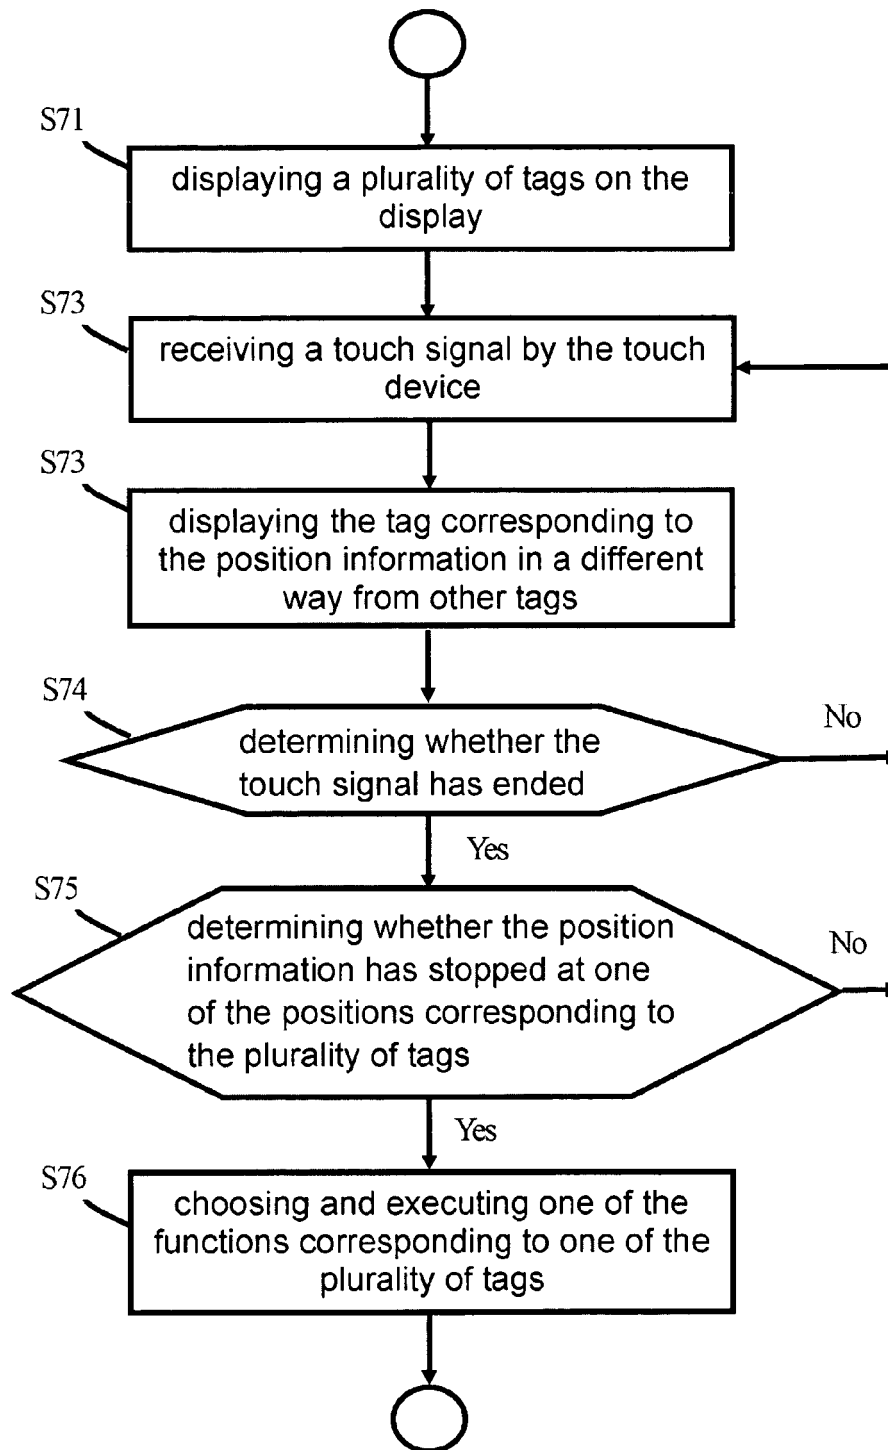 S71
displaying a plurality of tags on the
display
S73
receiving a touch signal by the touch
device
S73
displaying the tag corresponding to
the position information in a different
way from other tags
S74
determining whether the
touch signal has ended
No
Yes
S75
determining whether the position
information has stopped at one
of the positions corresponding to
the plurality of tags
No
Yes
S76
choosing and executing one of the
functions corresponding to one of the
plurality of tags